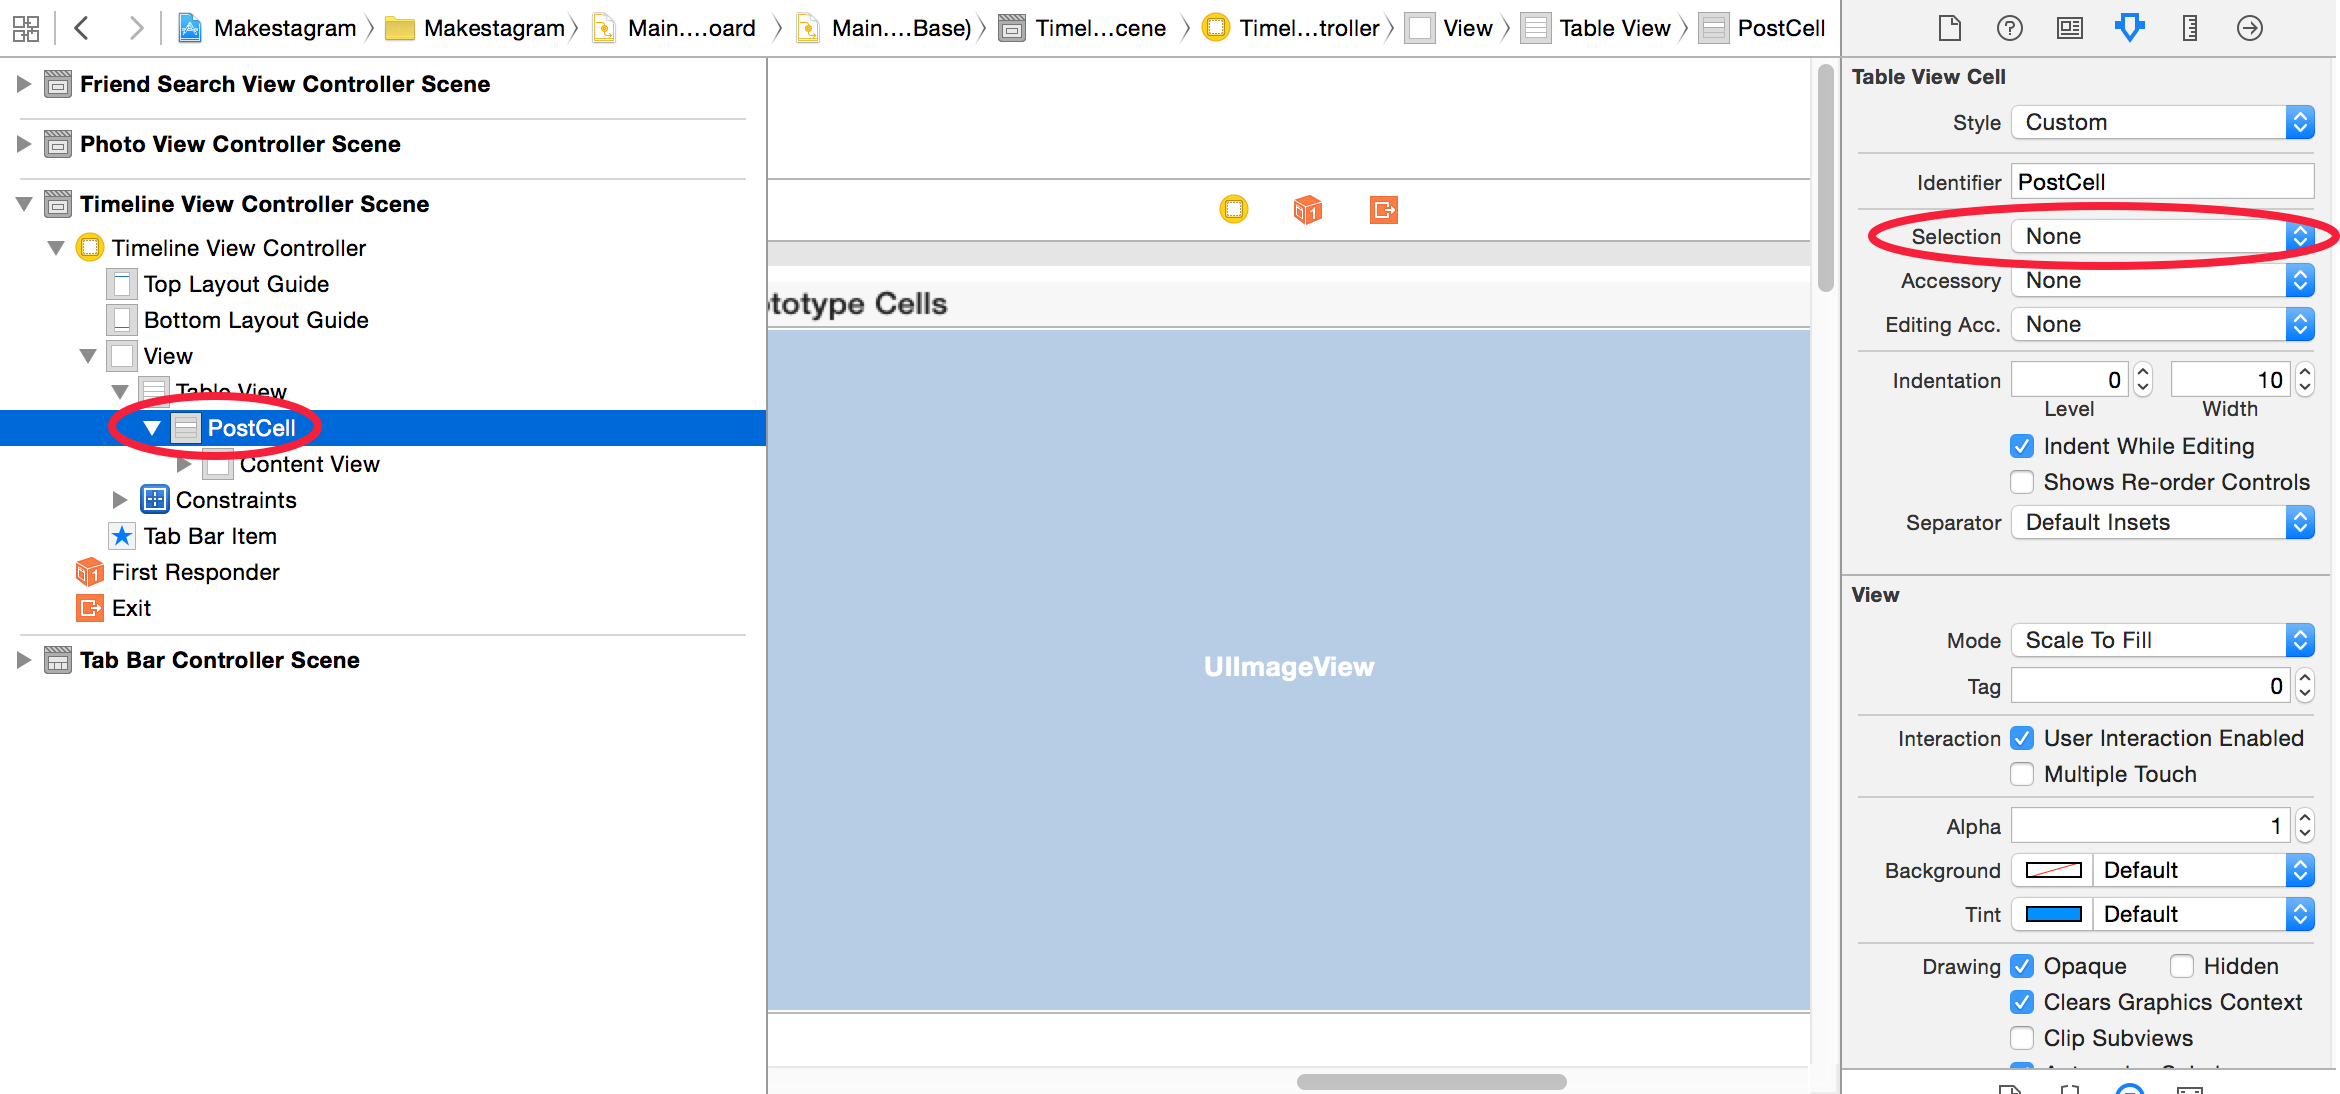 Makestagram Makestagram Main....oard Main....Base) Timel...cene Timel...troller View Table View PostCell
Friend Search View Controller Scene
Photo View Controller Scene
Timeline View Controller Scene
Timeline View Controller
Top Layout Guide
Bottom Layout Guide
View
Table View
PostCell
Content View
Constraints
Tab Bar Item
First Responder
Exit
Tab Bar Controller Scene
1
ototype Cells
UIImageView
Table View Cell
Style Custom
Identifier PostCell
Selection None
Accessory None
Editing Acc. None
Indentation 0 10
Level Width
Indent While Editing
Shows Re-order Controls
Separator Default Insets
View
Mode Scale To Fill
Tag 0
Interaction User Interaction Enabled
Multiple Touch
Alpha 1
Background Default
Tint Default
Drawing Opaque Hidden
Clears Graphics Context
Clip Subviews